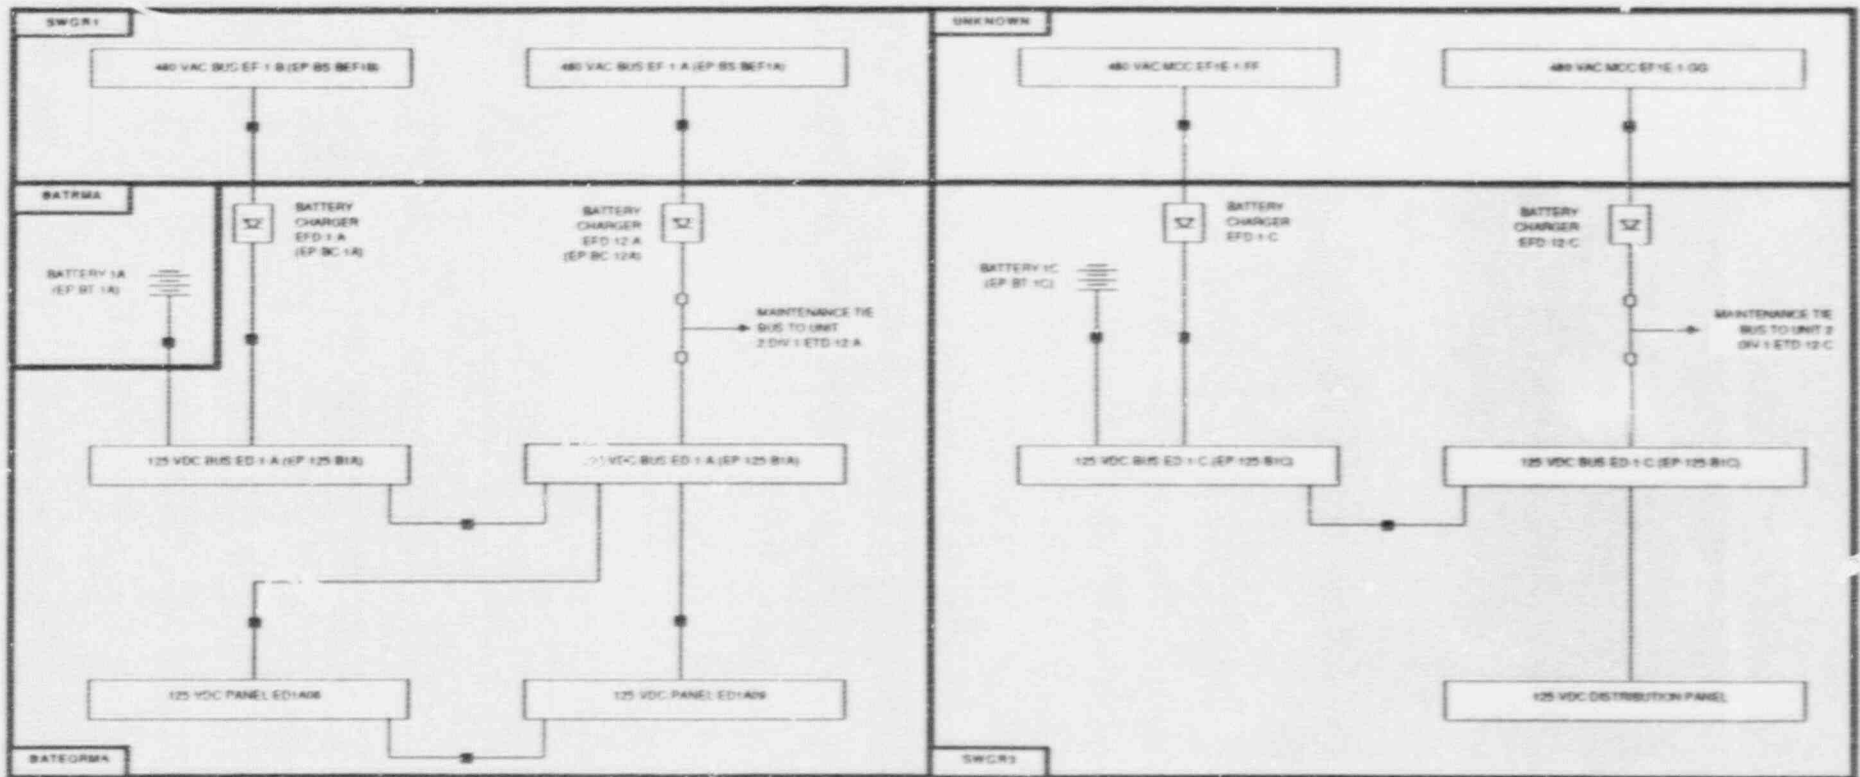 SWGR1
UNKNOWN
480 VAC BUS EF-1-B (EP-BS-BEF1B)
480 VAC BUS EF-1-A (EP-BS-BEF1A)
480 VAC MCC EF1E-1-FF
480 VAC MCC EF1E-1-GG
BATRMA
BATTERY
CHARGER
EFD-1-A
(EP-BC-1A)
BATTERY
CHARGER
EFD-12-A
(EP-BC-12A)
BATTERY
CHARGER
EFD-1-C
BATTERY
CHARGER
EFD-12-C
BATTERY 1A
(EP-BT-1A)
BATTERY 1C
(EP-BT-1C)
MAINTENANCE TIE
BUS TO UNIT
2 DIV 1 ETD-12-A
MAINTENANCE TIE
BUS TO UNIT 2
DIV 1 ETD-12-C
125 VDC BUS ED-1-A (EP-125-B1A)
VDC BUS ED-1-A (EP-125-B1A)
125 VDC BUS ED-1-C (EP-125-B1C)
125 VDC BUS ED-1-C (EP-125-B1C)
125 VDC PANEL ED1A06
125 VDC PANEL ED1A09
125 VDC DISTRIBUTION PANEL
BATEQRMA
SWGR3